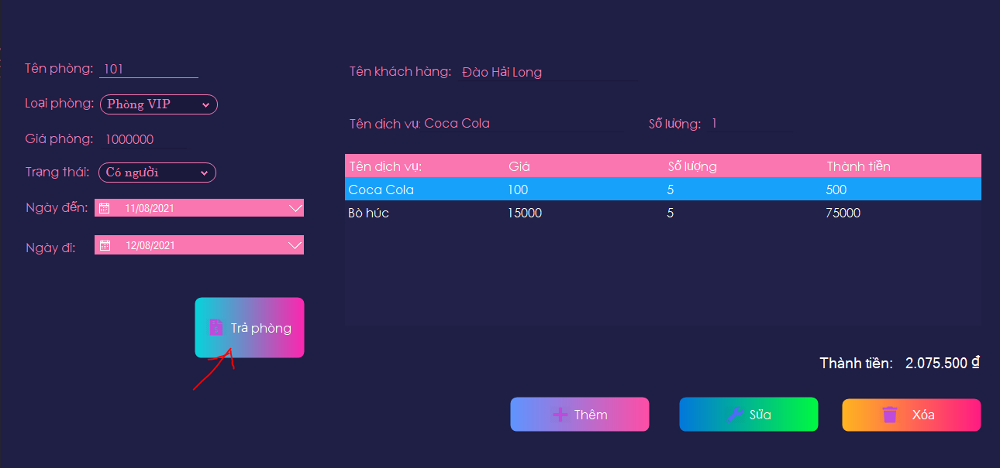 Tên phòng: 101
Loại phòng: Phòng VIP
Giá phòng: 1000000
Trạng thái: Có người
Ngày đến: 11/08/2021
Ngày đi: 12/08/2021
Trả phòng
Tên khách hàng: Đào Hải Long
Tên dịch vụ: Coca Cola Số lượng: 1
Tên dịch vụ: Giá Số lượng Thành tiền
Coca Cola 100 5 500
Bò húc 15000 5 75000
Thành tiền: 2.075.500 ₫
Thêm Sửa Xóa